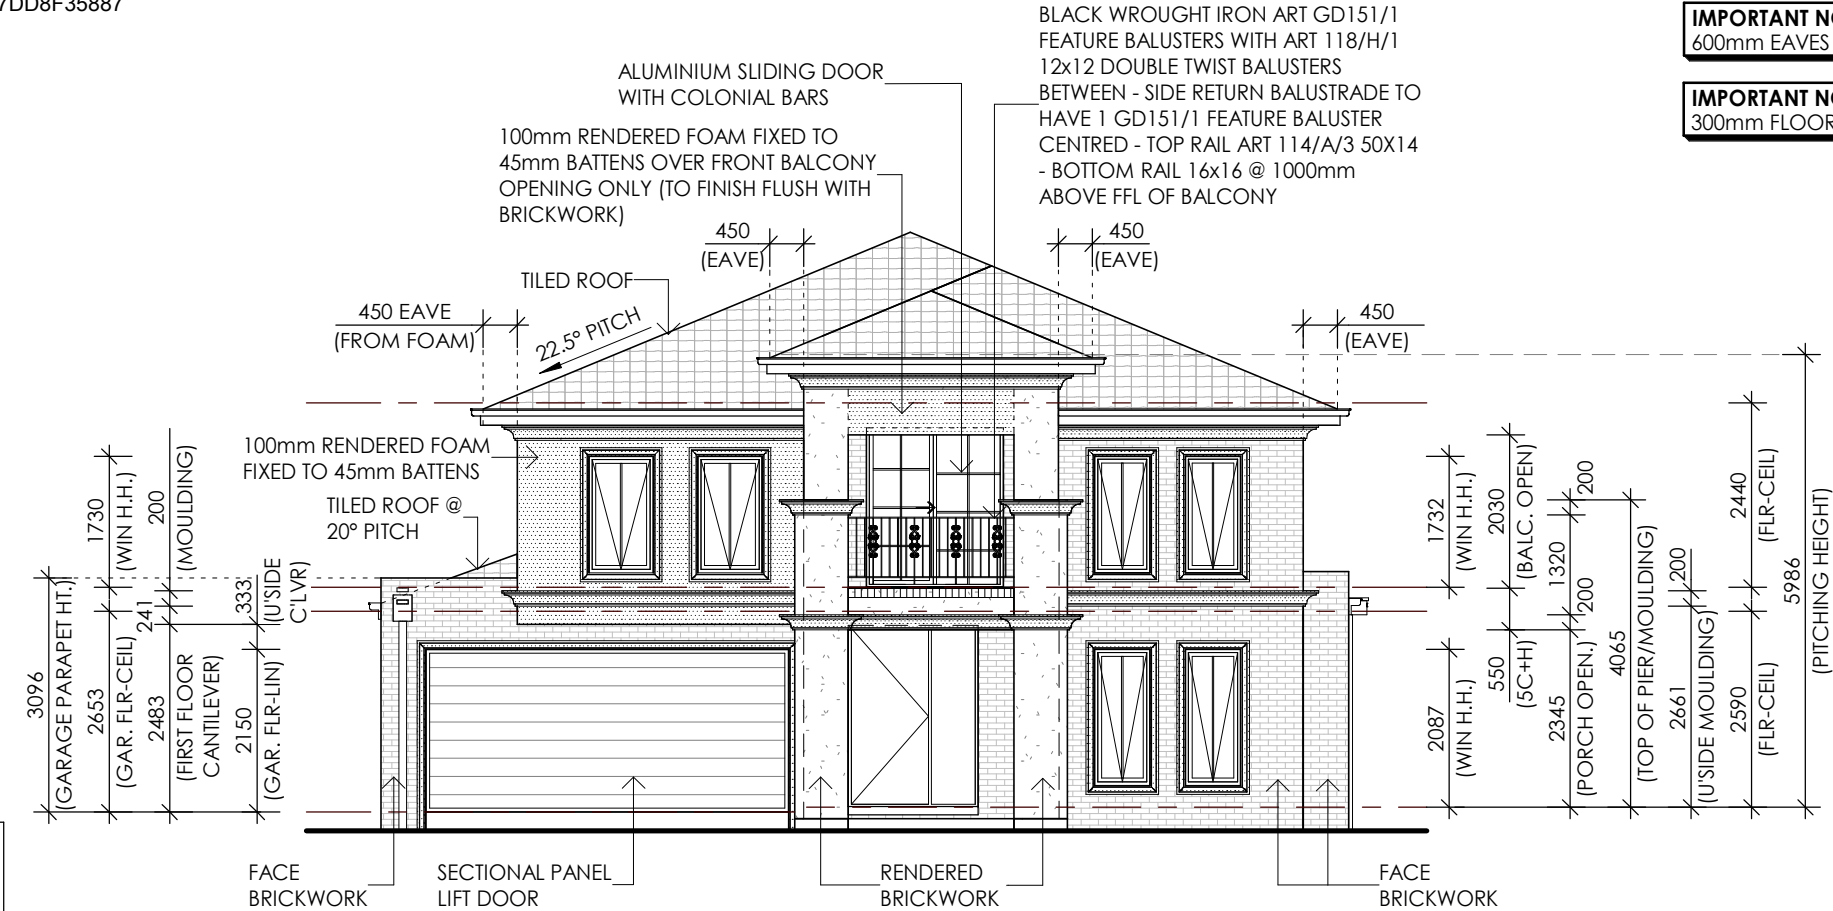 7DD8F35887
BLACK WROUGHT IRON ART GD151/1
FEATURE BALUSTERS WITH ART 118/H/1
12x12 DOUBLE TWIST BALUSTERS
BETWEEN - SIDE RETURN BALUSTRADE TO
HAVE 1 GD151/1 FEATURE BALUSTER
CENTRED - TOP RAIL ART 114/A/3 50X14
- BOTTOM RAIL 16x16 @ 1000mm
ABOVE FFL OF BALCONY
IMPORTANT NO
600mm EAVES
IMPORTANT NO
300mm FLOOR
ALUMINIUM SLIDING DOOR
WITH COLONIAL BARS
100mm RENDERED FOAM FIXED TO
45mm BATTENS OVER FRONT BALCONY
OPENING ONLY (TO FINISH FLUSH WITH
BRICKWORK)
450
(EAVE)
450
(EAVE)
TILED ROOF
450 EAVE
(FROM FOAM)
22.5° PITCH
450
(EAVE)
100mm RENDERED FOAM
FIXED TO 45mm BATTENS
TILED ROOF @
20° PITCH
3096
(GARAGE PARAPET HT.)
1730
(WIN H.H.)
2653
(GAR. FLR-CEIL)
200
(MOULDING)
241
2483
(FIRST FLOOR
CANTILEVER)
333
(U'SIDE
C'LVR)
2150
(GAR. FLR-LIN)
1732
(WIN H.H.)
2087
(WIN H.H.)
2030
(BALC. OPEN)
550
(5C+H)
200
1320
200
2345
(PORCH OPEN.)
4065
(TOP OF PIER/MOULDING)
200
2661
(U'SIDE MOULDING)
2440
(FLR-CEIL)
2590
(FLR-CEIL)
5986
(PITCHING HEIGHT)
FACE
BRICKWORK
SECTIONAL PANEL
LIFT DOOR
RENDERED
BRICKWORK
FACE
BRICKWORK